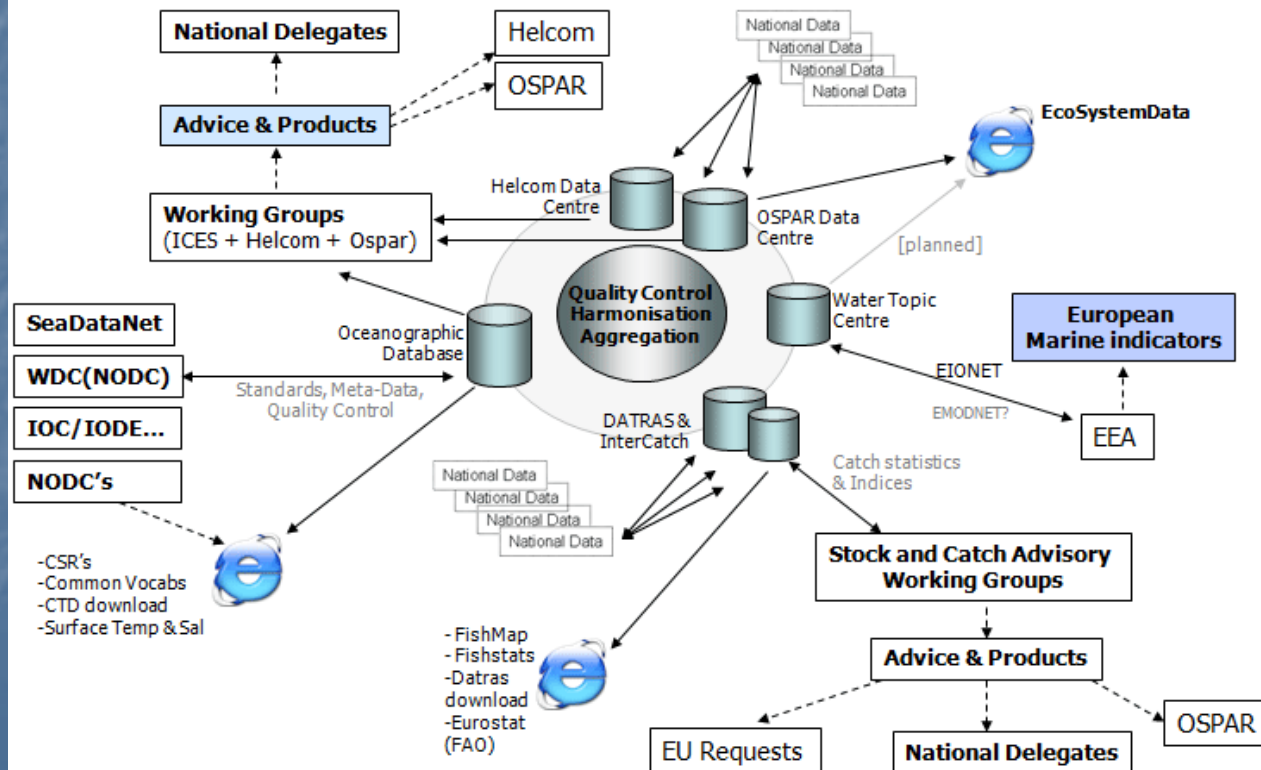 National Delegates
Helcom
OSPAR
Advice & Products
Working Groups
(ICES + Helcom + Ospar)
National Data
National Data
National Data
National Data
EcoSystemData
Helcom Data
Centre
OSPAR Data
Centre
[planned]
Quality Control
Harmonisation
Aggregation
Water Topic
Centre
European
Marine indicators
EIONET
EMODNET?
EEA
SeaDataNet
WDC(NODC)
IOC/IODE...
NODC's
Oceanographic
Database
Standards, Meta-Data,
Quality Control
-CSR's
-Common Vocabs
-CTD download
-Surface Temp & Sal
DATRAS &
InterCatch
National Data
National Data
National Data
National Data
Catch statistics
& Indices
- FishMap
- Fishstats
-Datras
download
-Eurostat
(FAO)
Stock and Catch Advisory
Working Groups
Advice & Products
EU Requests
National Delegates
OSPAR